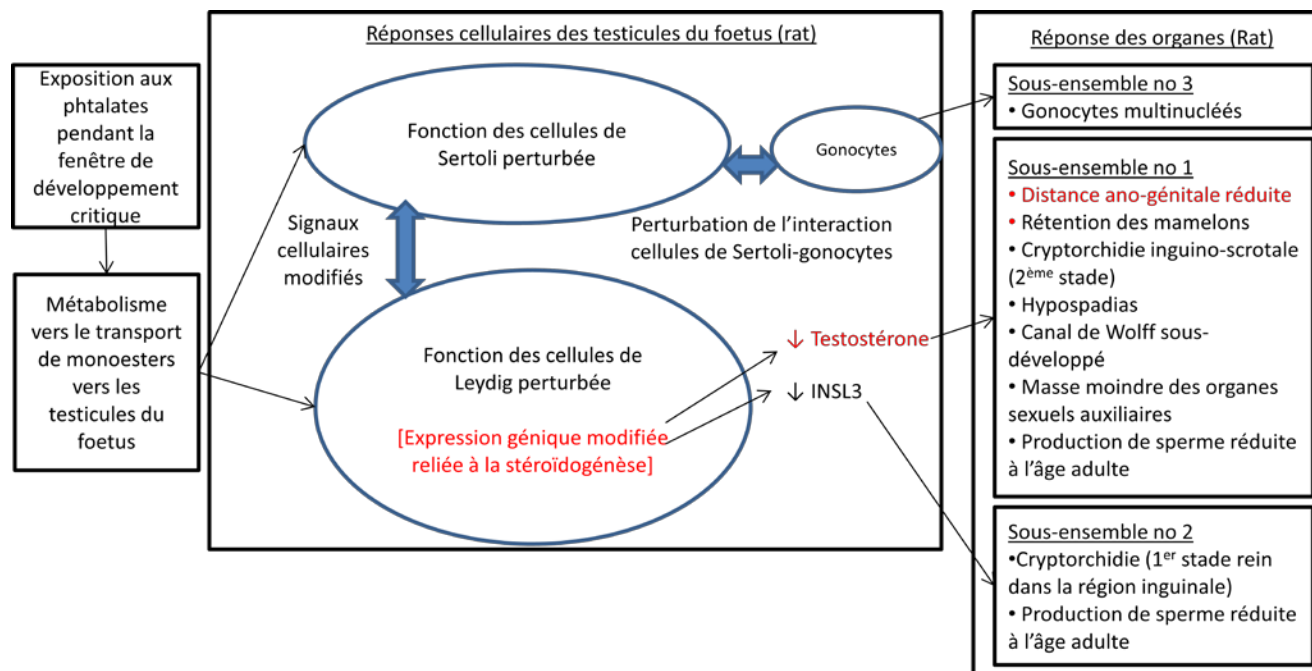 Exposition aux
phtalates
pendant la
fenêtre de
développement
critique
Métabolisme
vers le transport
de monoesters
vers les
testicules du
foetus
Réponses cellulaires des testicules du foetus (rat)
Fonction des cellules de
Sertoli perturbée
Gonocytes
Signaux
cellulaires
modifiés
Perturbation de l'interaction
cellules de Sertoli-gonocytes
Fonction des cellules de
Leydig perturbée
[Expression génique modifiée
reliée à la stéroïdogénèse]
↓ Testostérone
↓ INSL3
Réponse des organes (Rat)
Sous-ensemble no 3
• Gonocytes multinucléés
Sous-ensemble no 1
• Distance ano-génitale réduite
• Rétention des mamelons
• Cryptorchidie inguino-scrotale
(2ème stade)
• Hypospadias
• Canal de Wolff sous-
développé
• Masse moindre des organes
sexuels auxiliaires
• Production de sperme réduite
à l'âge adulte
Sous-ensemble no 2
•Cryptorchidie (1er stade rein
dans la région inguinale)
• Production de sperme réduite
à l'âge adulte